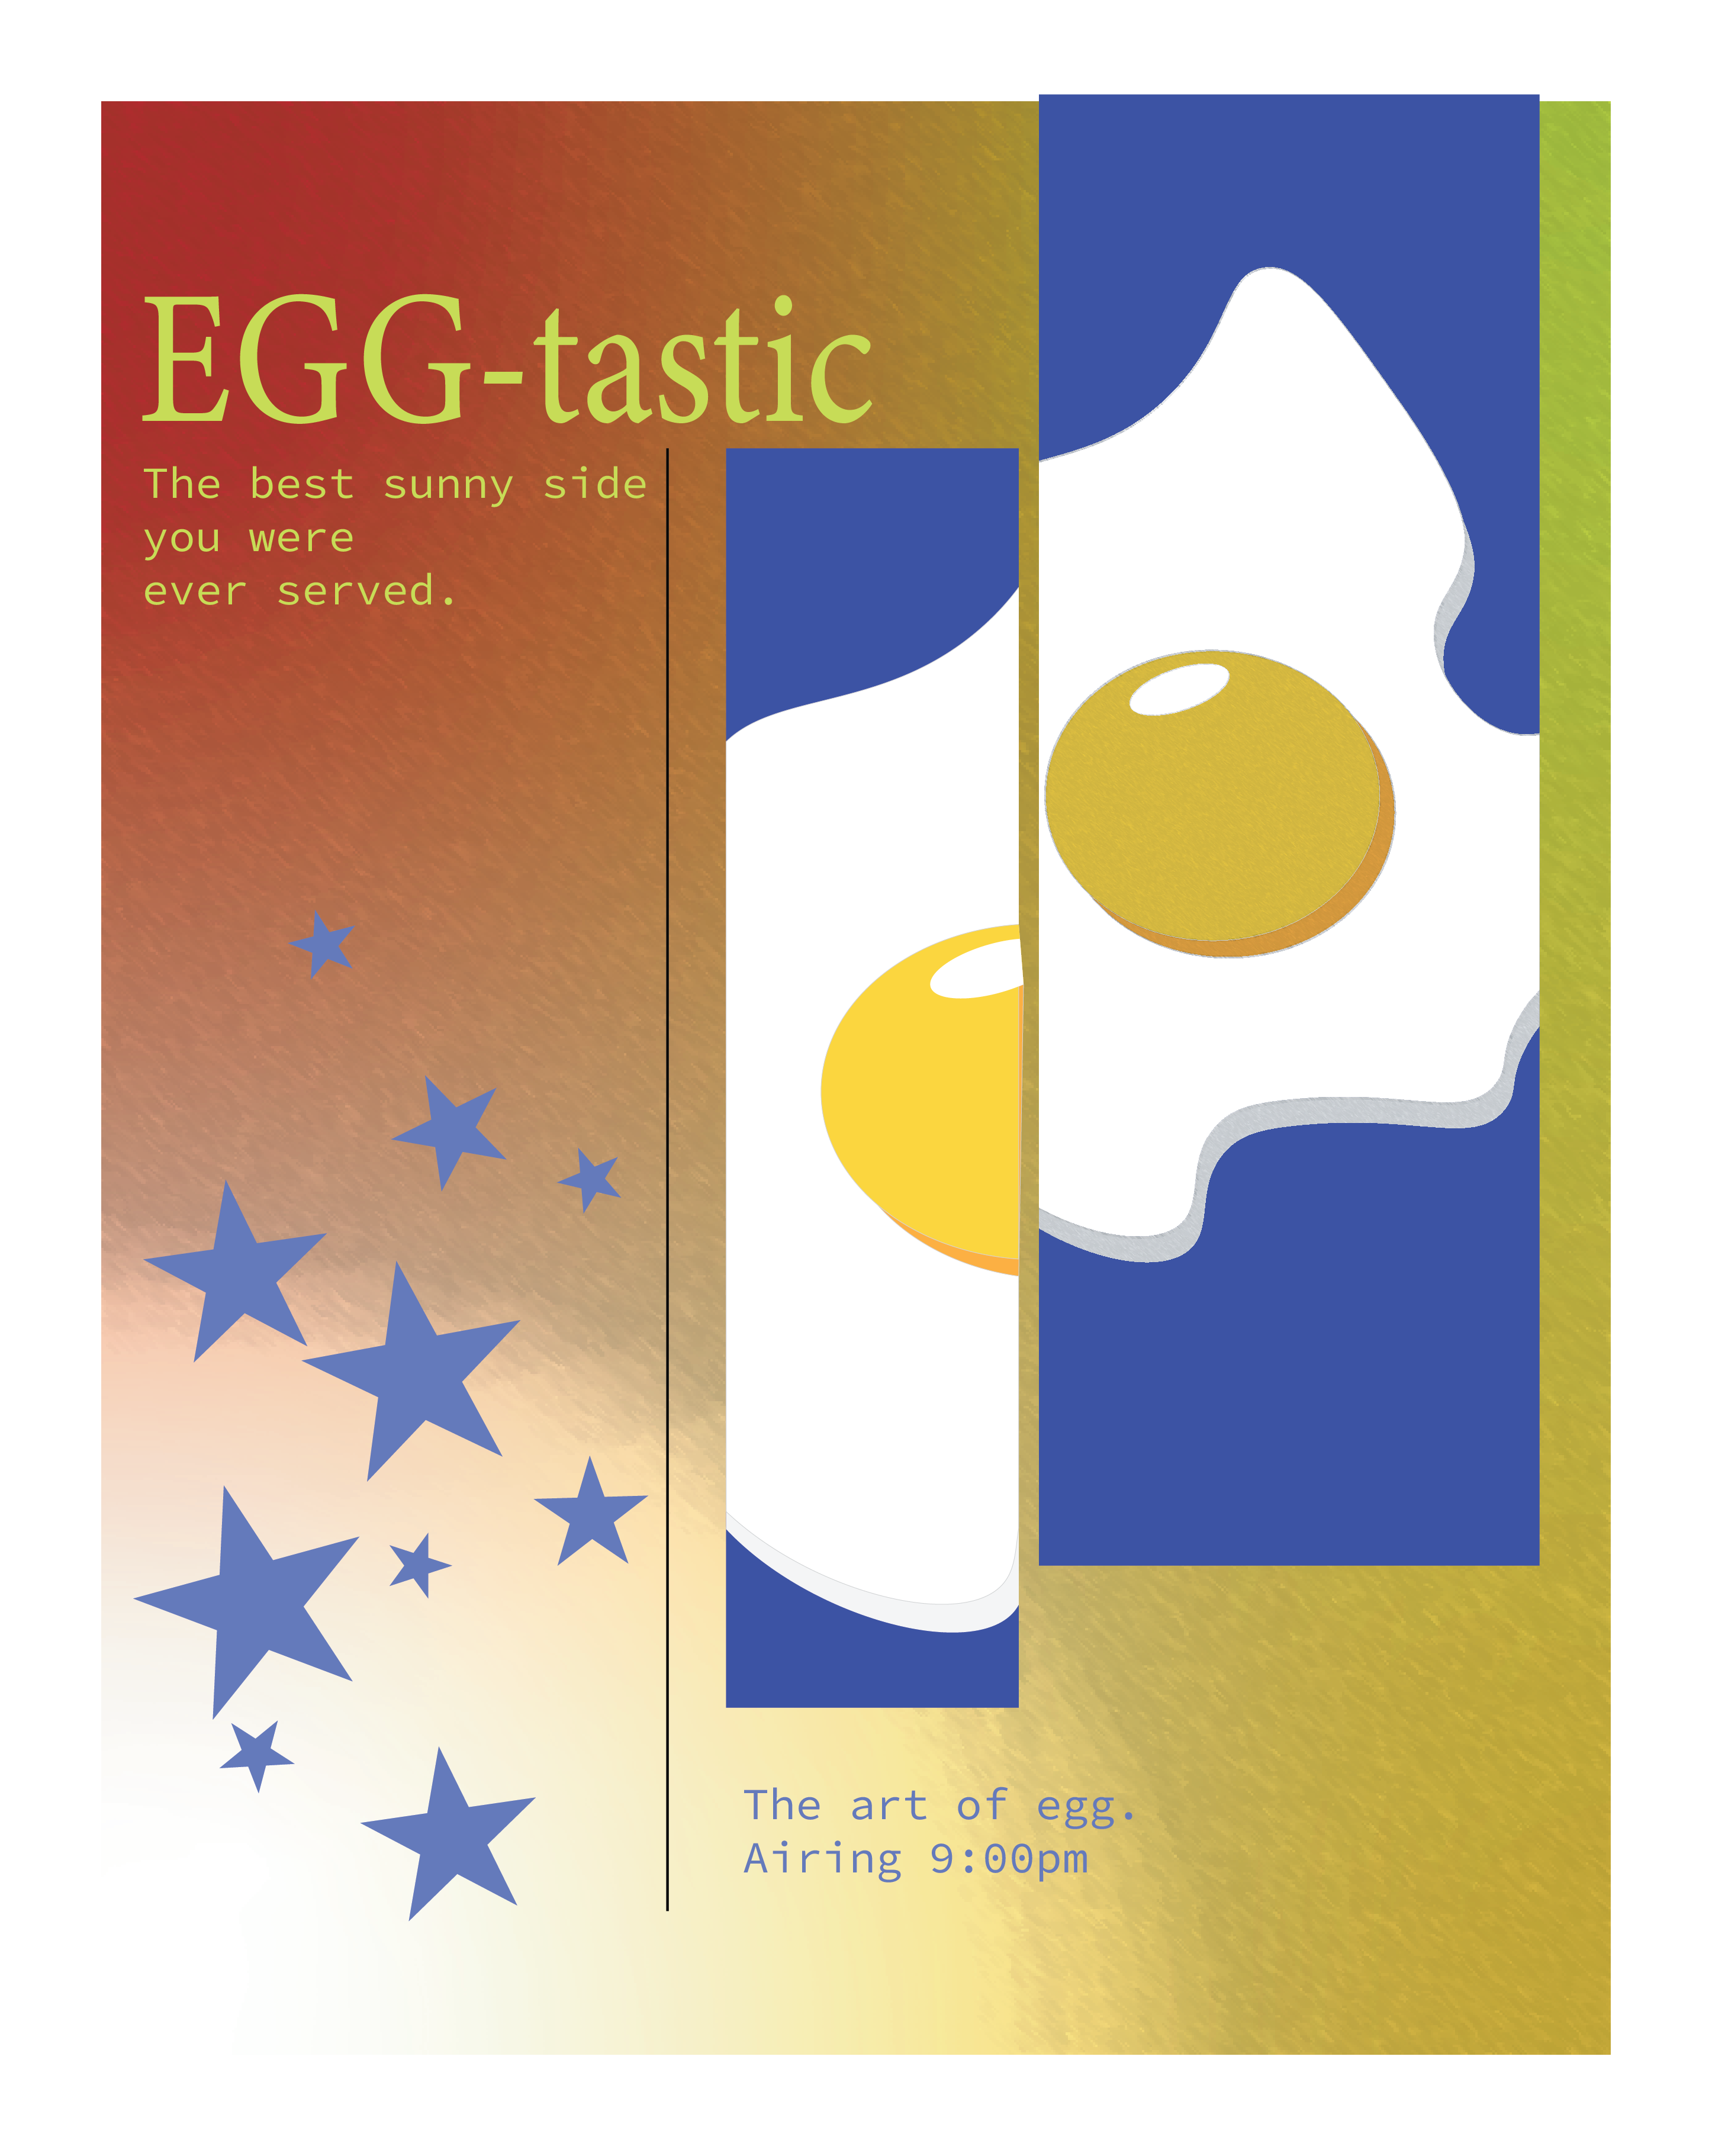 EGG-tastic
The best sunny side
you were
ever served.
The art of egg.
Airing 9:00pm